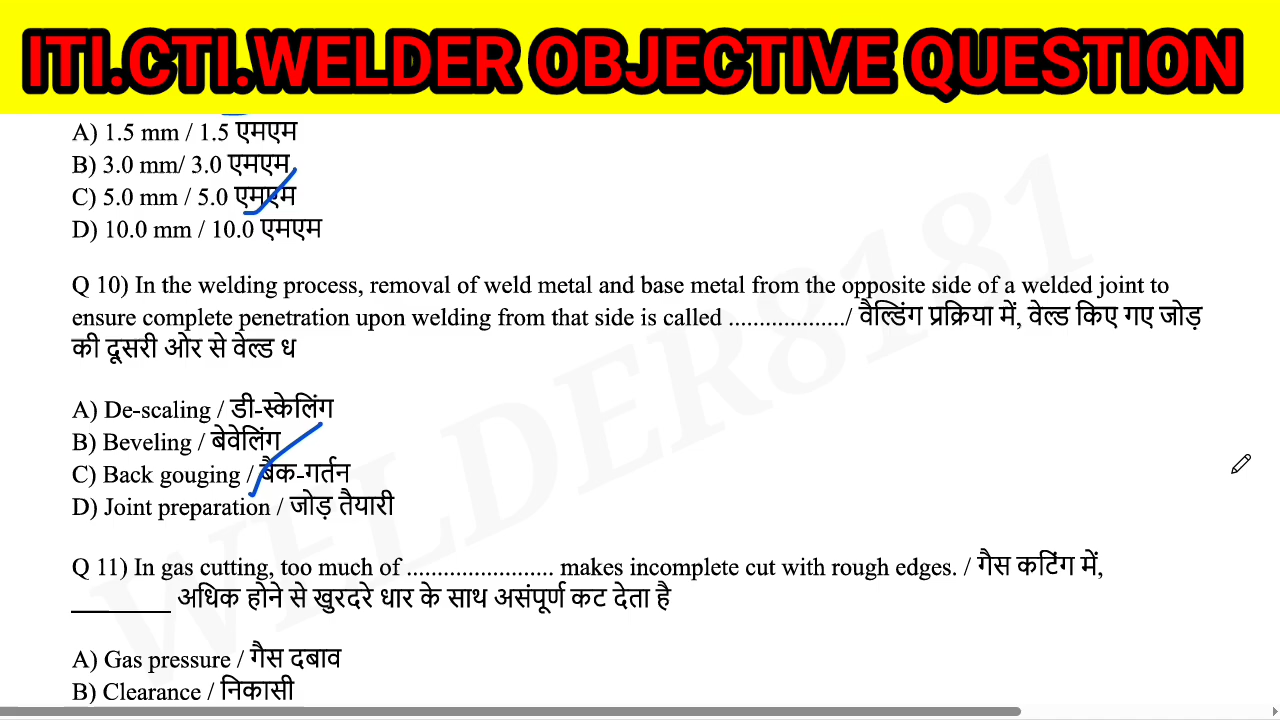 ITI.CTI.WELDER OBJECTIVE QUESTION
A) 1.5 mm / 1.5 एमएम
B) 3.0 mm/ 3.0 एमएम
C) 5.0 mm / 5.0 एमएम
D) 10.0 mm / 10.0 एमएम
Q 10) In the welding process, removal of weld metal and base metal from the opposite side of a welded joint to
ensure complete penetration upon welding from that side is called ..................../ वैल्डिंग प्रक्रिया में, वेल्ड किए गए जोड़
की दूसरी ओर से वेल्ड ध
A) De-scaling / डी-स्केलिंग
B) Beveling / बेवेलिंग
C) Back gouging / बैक-गर्तन
D) Joint preparation / जोड़ तैयारी
Q 11) In gas cutting, too much of ......................... makes incomplete cut with rough edges. / गैस कटिंग में,
________ अधिक होने से खुरदरे धार के साथ असंपूर्ण कट देता है
A) Gas pressure / गैस दबाव
B) Clearance / निकासी
WELDER8181